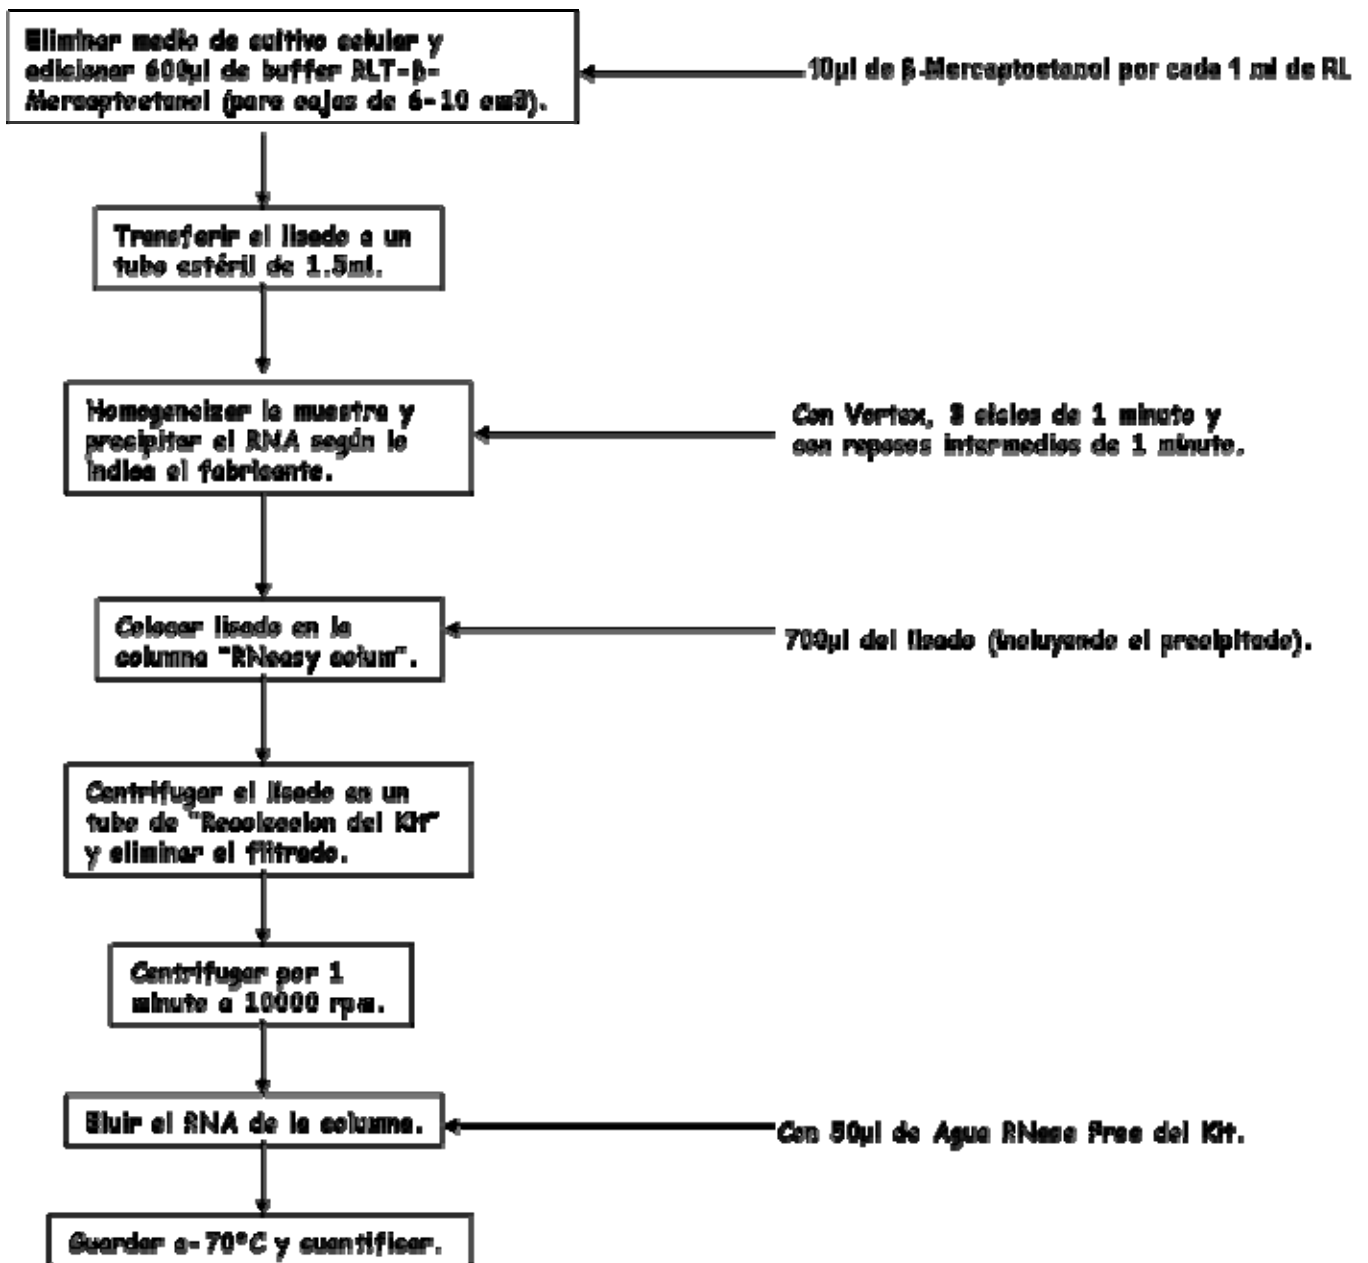 Eliminar medio de cultivo celular y
adicionar 600µl de buffer RLT-β-
Mercaptoetanol (para cajas de 6-10 cm3).
10µl de β-Mercaptoetanol por cada 1 ml de RL
Transferir el lisado a un
tubo estéril de 1.5ml.
Homogeneizar la muestra y
precipitar el RNA según lo
indica el fabricante.
Con Vortex, 3 ciclos de 1 minuto y
con reposos intermedios de 1 minuto.
Colocar lisado en la
columna "RNeasy colum".
700µl del lisado (incluyendo el precipitado).
Centrifugar el lisado en un
tubo de "Recoleccion del Kit"
y eliminar el filtrado.
Centrifugar por 1
minuto a 10000 rpm.
Eluir el RNA de la columna.
Con 50µl de Agua RNase Free del Kit.
Guardar a-70°C y cuantificar.